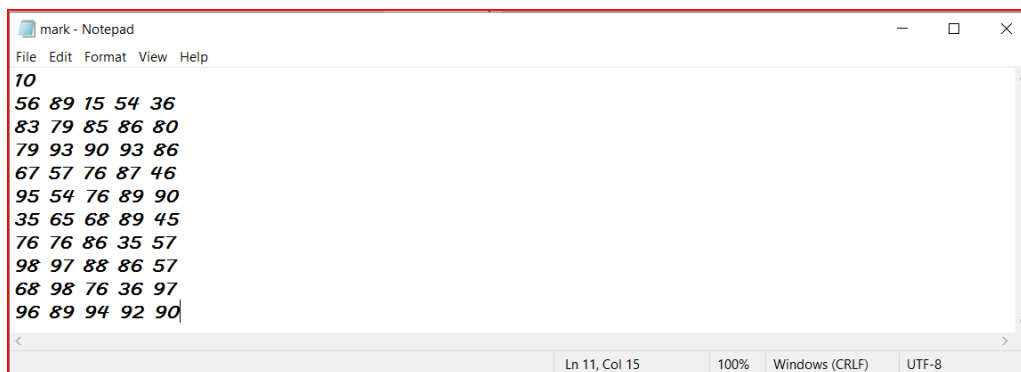 mark - Notepad
File Edit Format View Help
10
56 89 15 54 36
83 79 85 86 80
79 93 90 93 86
67 57 76 87 46
95 54 76 89 90
35 65 68 89 45
76 76 86 35 57
98 97 88 86 57
68 98 76 36 97
96 89 94 92 90
Ln 11, Col 15 100% Windows (CRLF) UTF-8